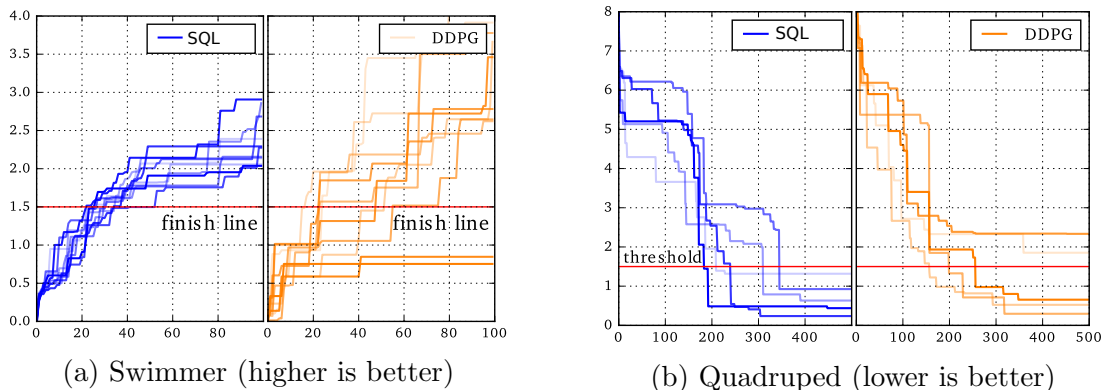 4.0
3.5
3.0
2.5
2.0
1.5
1.0
0.5
0.0
SQL
finish line
0 20 40 60 80
DDPG
finish line
0 20 40 60 80 100
(a) Swimmer (higher is better)
8
7
6
5
4
3
2
1
0
SQL
threshold
0 100 200 300 400
DDPG
0 100 200 300 400 500
(b) Quadruped (lower is better)